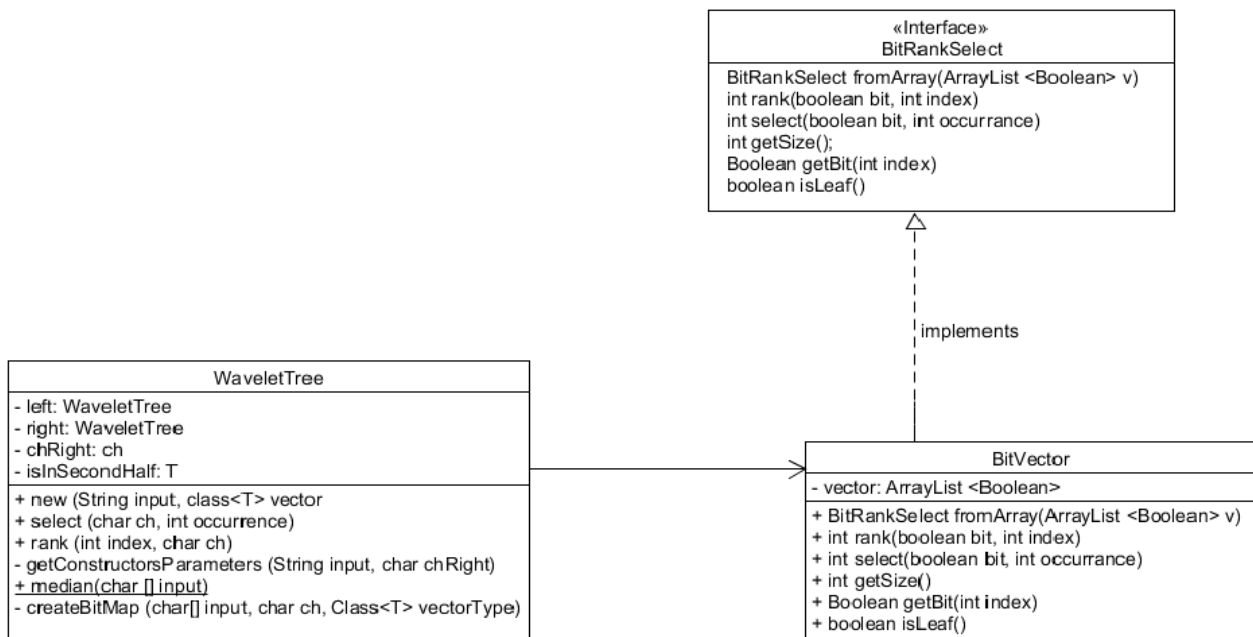 «Interface»
BitRankSelect
BitRankSelect fromArray(ArrayList <Boolean> v)
int rank(boolean bit, int index)
int select(boolean bit, int occurrance)
int getSize();
Boolean getBit(int index)
boolean isLeaf()
implements
WaveletTree
- left: WaveletTree
- right: WaveletTree
- chRight: ch
- isInSecondHalf: T
+ new (String input, class<T> vector
+ select (char ch, int occurrence)
+ rank (int index, char ch)
- getConstructorsParameters (String input, char chRight)
+ median(char [] input)
- createBitMap (char[] input, char ch, Class<T> vectorType)
BitVector
- vector: ArrayList <Boolean>
+ BitRankSelect fromArray(ArrayList <Boolean> v)
+ int rank(boolean bit, int index)
+ int select(boolean bit, int occurrance)
+ int getSize()
+ Boolean getBit(int index)
+ boolean isLeaf()